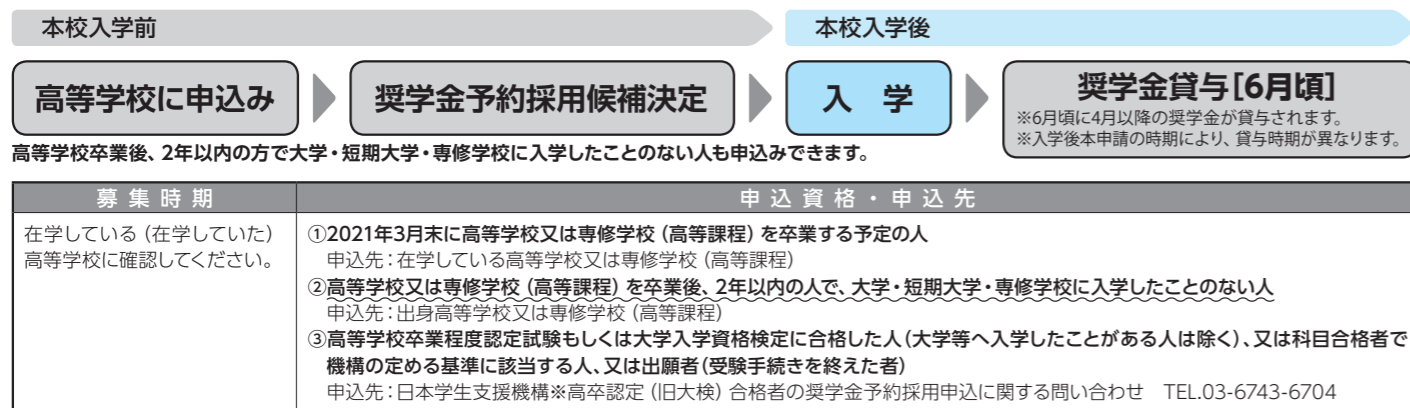 本校入学前
本校入学後
高等学校に申込み
奨学金予約採用候補決定
入 学
奨学金貸与［6月頃］
※6月頃に4月以降の奨学金が貸与されます。
※入学後本申請の時期により、貸与時期が異なります。
高等学校卒業後、2年以内の方で大学・短期大学・専修学校に入学したことのない人も申込みできます。
募集時期
申込資格・申込先
在学している（在学していた）
高等学校に確認してください。
①2021年3月末に高等学校又は専修学校（高等課程）を卒業する予定の人
申込先：在学している高等学校又は専修学校（高等課程）
②高等学校又は専修学校（高等課程）を卒業後、2年以内の人で、大学・短期大学・専修学校に入学したことのない人
申込先：出身高等学校又は専修学校（高等課程）
③高等学校卒業程度認定試験もしくは大学入学資格検定に合格した人（大学等へ入学したことがある人は除く）、又は科目合格者で
機構の定める基準に該当する人、又は出願者（受験手続きを終えた者）
申込先：日本学生支援機構※高卒認定（旧大検）合格者の奨学金予約採用申込に関する問い合わせ　TEL.03-6743-6704